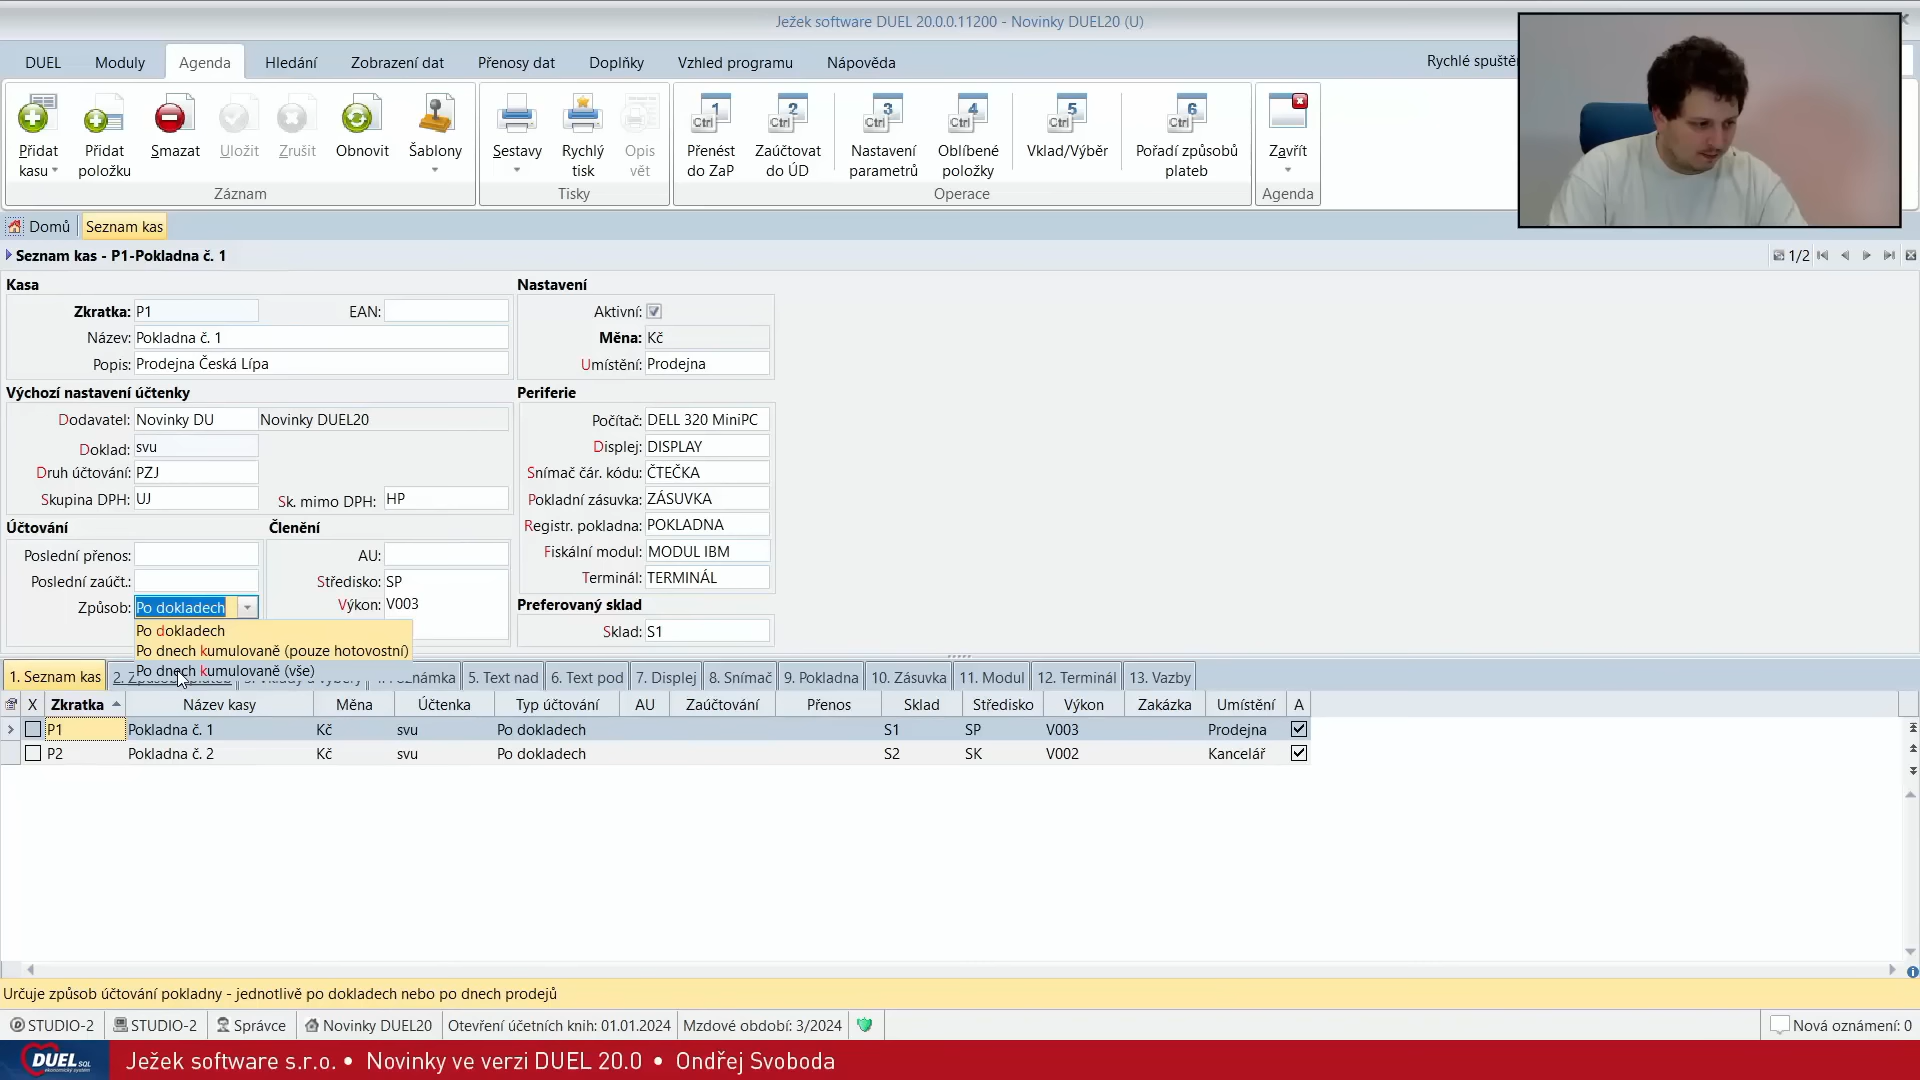 Ježek software DUEL 20.0.0.11200 - Novinky DUEL20 (U)
DUEL Moduly Agenda Hledání Zobrazení dat Přenosy dat Doplňky Vzhled programu Nápověda
Přidat kasu Přidat položku Smazat Uložit Zrušit Obnovit Šablony
Záznam
Sestavy Rychlý tisk Opis vět
Tisky
1 Ctrl Přenést do ZaP 2 Ctrl Zaúčtovat do ÚD 3 Ctrl Nastavení parametrů 4 Ctrl Oblíbené položky 5 Ctrl Vklad/Výběr 6 Ctrl Pořadí způsobů plateb
Operace
Zavřít
Agenda
Domů Seznam kas
Seznam kas - P1-Pokladna č. 1
1/2
Kasa
Zkratka: P1 EAN:
Název: Pokladna č. 1
Popis: Prodejna Česká Lípa
Výchozí nastavení účtenky
Dodavatel: Novinky DU Novinky DUEL20
Doklad: svu
Druh účtování: PZJ
Skupina DPH: UJ Sk. mimo DPH: HP
Účtování
Poslední přenos:
Poslední zaúčt.:
Způsob: Po dokladech
Po dokladech
Po dnech kumulovaně (pouze hotovostní)
Po dnech kumulovaně (vše)
Členění
AU:
Středisko: SP
Výkon: V003
Nastavení
Aktivní:
Měna: Kč
Umístění: Prodejna
Periferie
Počítač: DELL 320 MiniPC
Displej: DISPLAY
Snímač čár. kódu: ČTEČKA
Pokladní zásuvka: ZÁSUVKA
Registr. pokladna: POKLADNA
Fiskální modul: MODUL IBM
Terminál: TERMINÁL
Preferovaný sklad
Sklad: S1
1. Seznam kas 5. Text nad 6. Text pod 7. Displej 8. Snímač 9. Pokladna 10. Zásuvka 11. Modul 12. Terminál 13. Vazby
X Zkratka Název kasy Měna Účtenka Typ účtování AU Zaúčtování Přenos Sklad Středisko Výkon Zakázka Umístění A
P1 Pokladna č. 1 Kč svu Po dokladech S1 SP V003 Prodejna
P2 Pokladna č. 2 Kč svu Po dokladech S2 SK V002 Kancelář
Určuje způsob účtování pokladny - jednotlivě po dokladech nebo po dnech prodejů
STUDIO-2 STUDIO-2 Správce Novinky DUEL20 Otevření účetních knih: 01.01.2024 Mzdové období: 3/2024 Nová oznámení: 0
DUEL SQL Ježek software s.r.o. • Novinky ve verzi DUEL 20.0 • Ondřej Svoboda